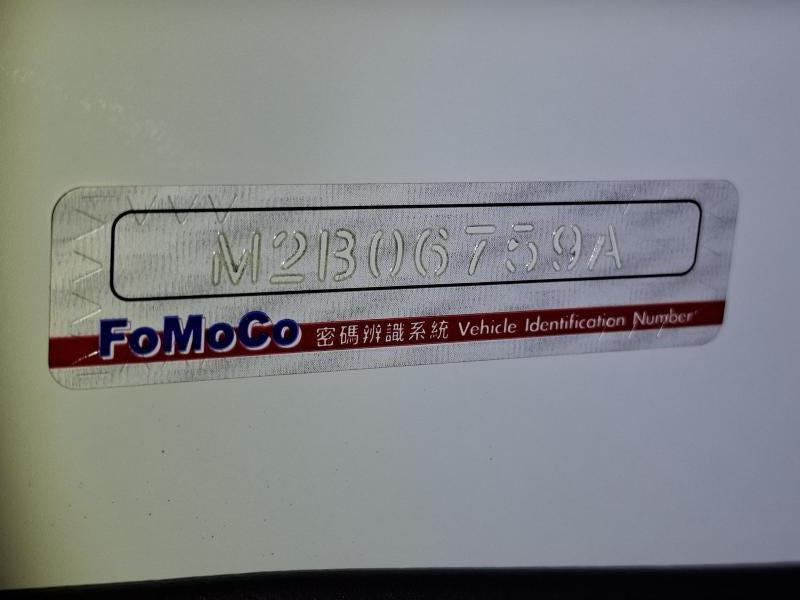 M2B06759A
FoMoCo 密碼辨識系統 Vehicle Identification Number